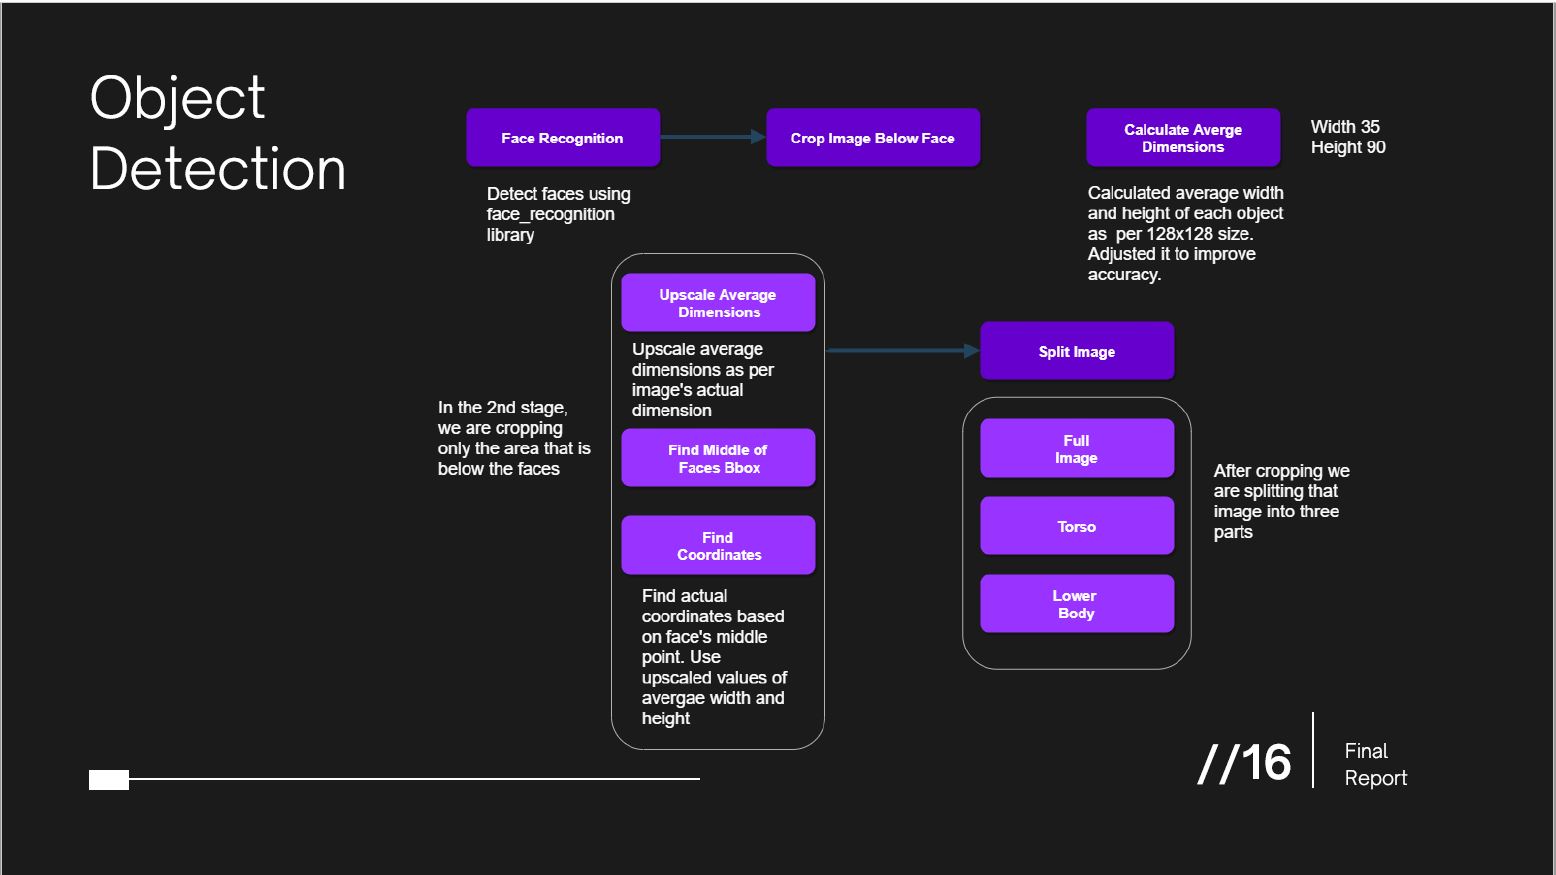 Object
Detection
Face Recognition
Crop Image Below Face
Calculate Averge
Dimensions
Width 35
Height 90
Detect faces using
face_recognition
library
Calculated average width
and height of each object
as  per 128x128 size.
Adjusted it to improve
accuracy.
Upscale Average
Dimensions
Upscale average
dimensions as per
image's actual
dimension
In the 2nd stage,
we are cropping
only the area that is
below the faces
Find Middle of
Faces Bbox
Find
Coordinates
Find actual
coordinates based
on face's middle
point. Use
upscaled values of
avergae width and
height
Split Image
Full
Image
Torso
Lower
Body
After cropping we
are splitting that
image into three
parts
//16
Final
Report